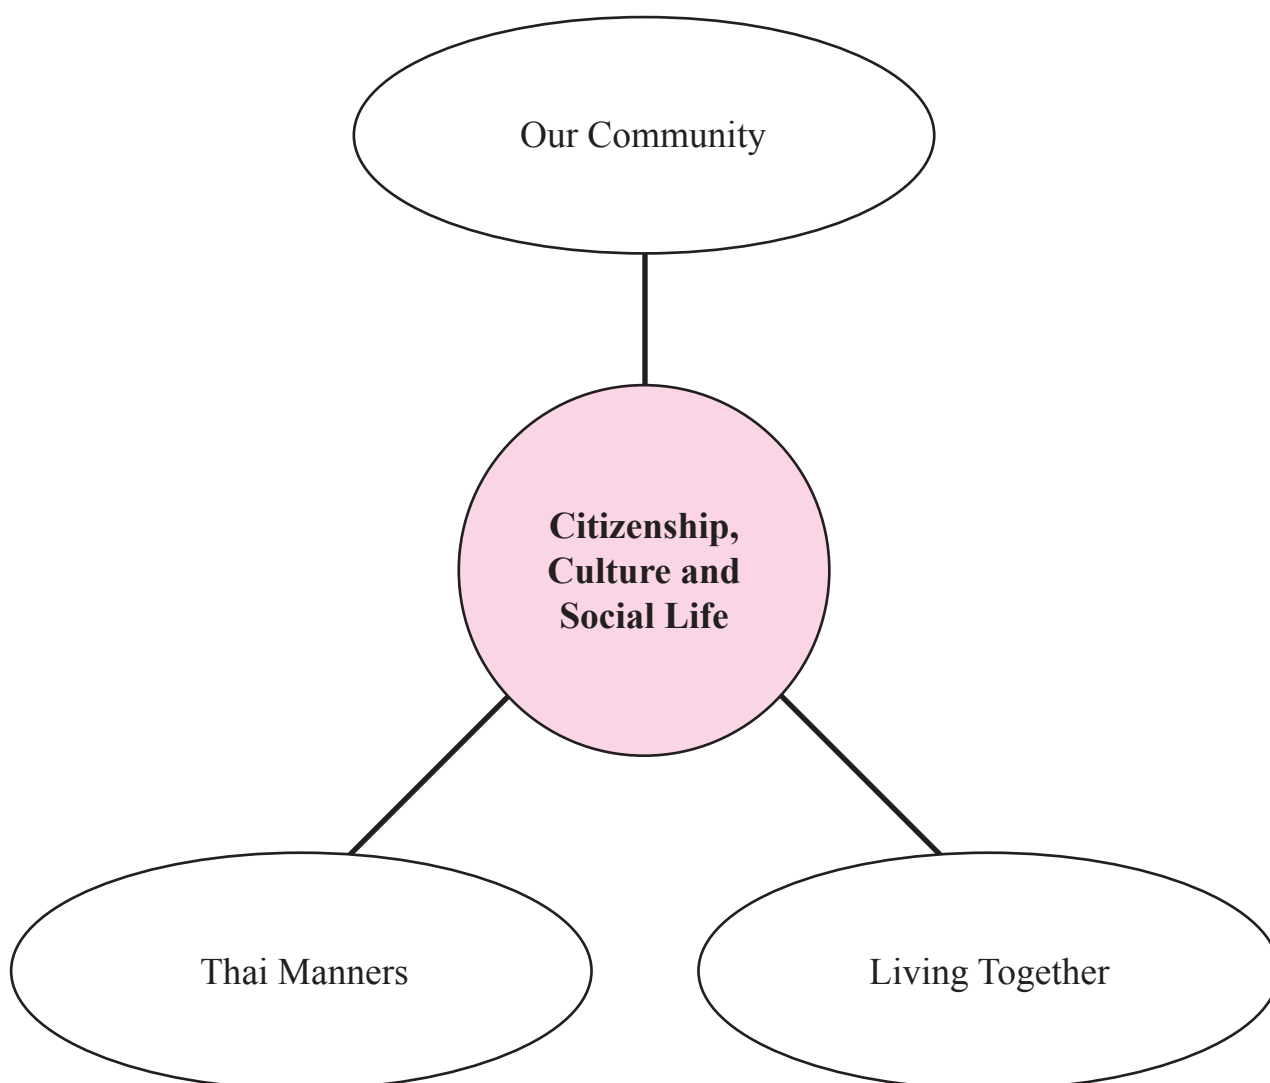 Our Community
Citizenship,
Culture and
Social Life
Thai Manners
Living Together